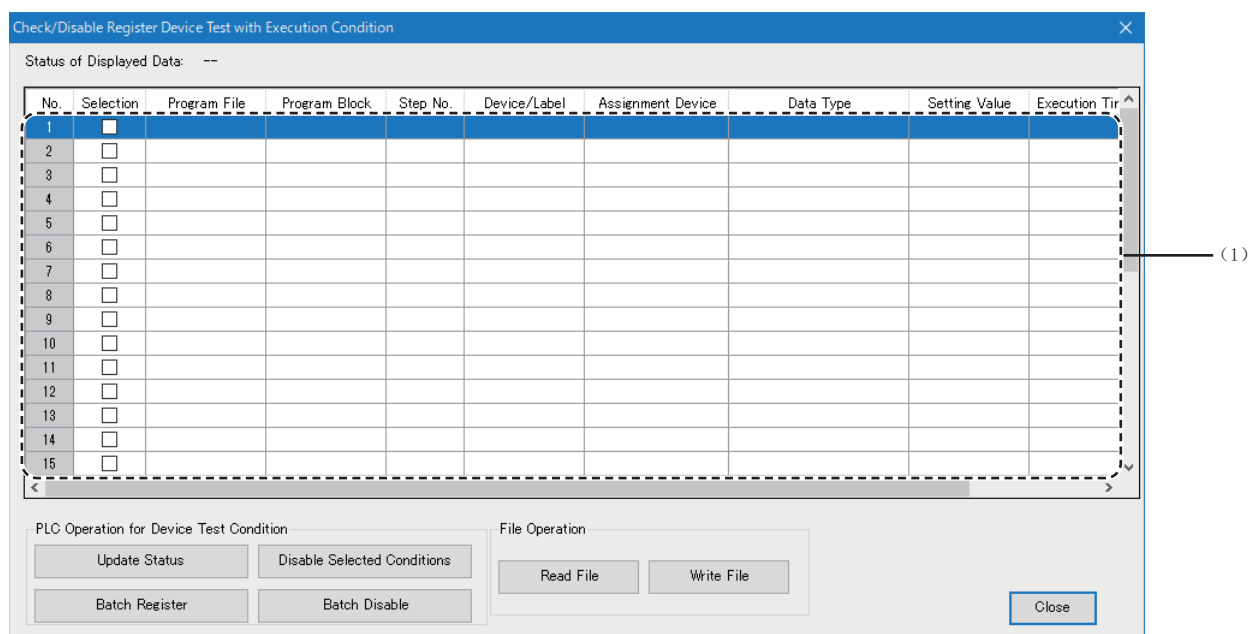 Check/Disable Register Device Test with Execution Condition
Status of Displayed Data: --
No. Selection Program File Program Block Step No. Device/Label Assignment Device Data Type Setting Value Execution Tir
1
2
3
4
5
6
7
(1)
8
9
10
11
12
13
14
15
PLC Operation for Device Test Condition File Operation
Update Status Disable Selected Conditions
Read File Write File
Batch Register Batch Disable
Close